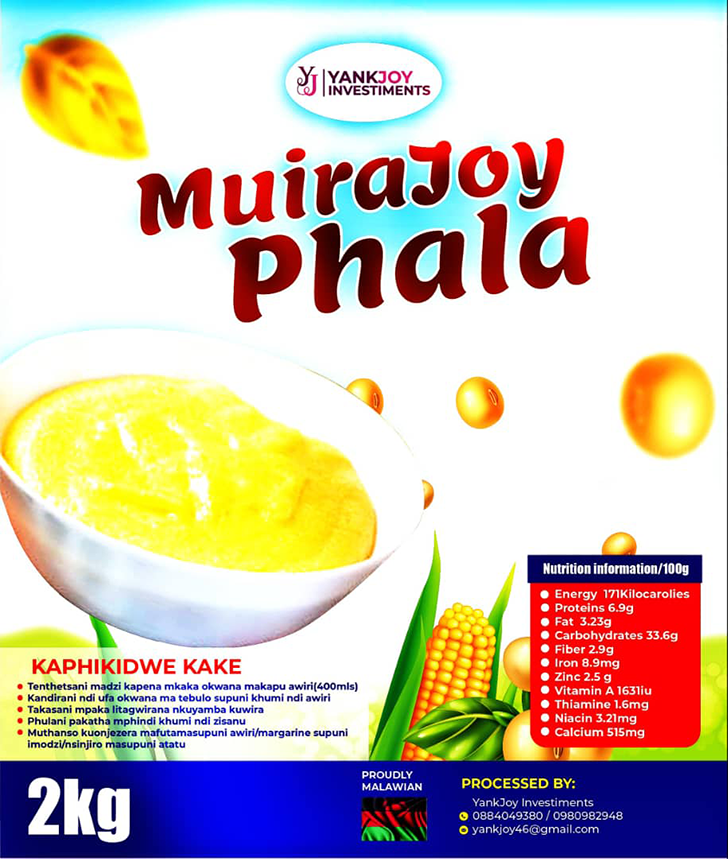 YJ YANKJOY
INVESTIMENTS
MuiraJoy
Phala
Nutrition information/100g
Energy 171Kilocarolies
Proteins 6.9g
Fat 3.23g
Carbohydrates 33.6g
Fiber 2.9g
Iron 8.9mg
Zinc 2.5 g
Vitamin A 1631iu
Thiamine 1.6mg
Niacin 3.21mg
Calcium 515mg
KAPHIKIDWE KAKE
Tenthetsani madzi kapena mkaka okwana makapu awiri(400mls)
Kandirani ndi ufa okwana ma tebulo supuni khumi ndi awiri
Takasani mpaka litagwirana nkuyamba kuwira
Phulani pakatha mphindi khumi ndi zisanu
Muthanso kuonjezera mafutamasupuni awiri/margarine supuni
imodzi/nsinjiro masupuni atatu
2kg
PROUDLY
MALAWIAN
PROCESSED BY:
YankJoy Investiments
0884049380 / 0980982948
yankjoy46@gmail.com